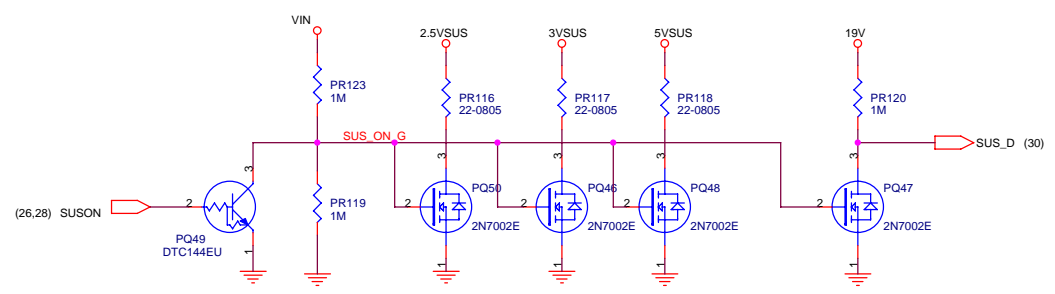 VIN
2.5VSUS
3VSUS
5VSUS
19V
PR123
1M
PR116
22-0805
PR117
22-0805
PR118
22-0805
PR120
1M
SUS_ON_G
SUS_D (30)
3
3
3
3
3
PR119
1M
PQ50
PQ46
PQ48
PQ47
(26,28) SUSON
2
2
2
2
2
2N7002E
2N7002E
2N7002E
2N7002E
PQ49
DTC144EU
1
1
1
1
1